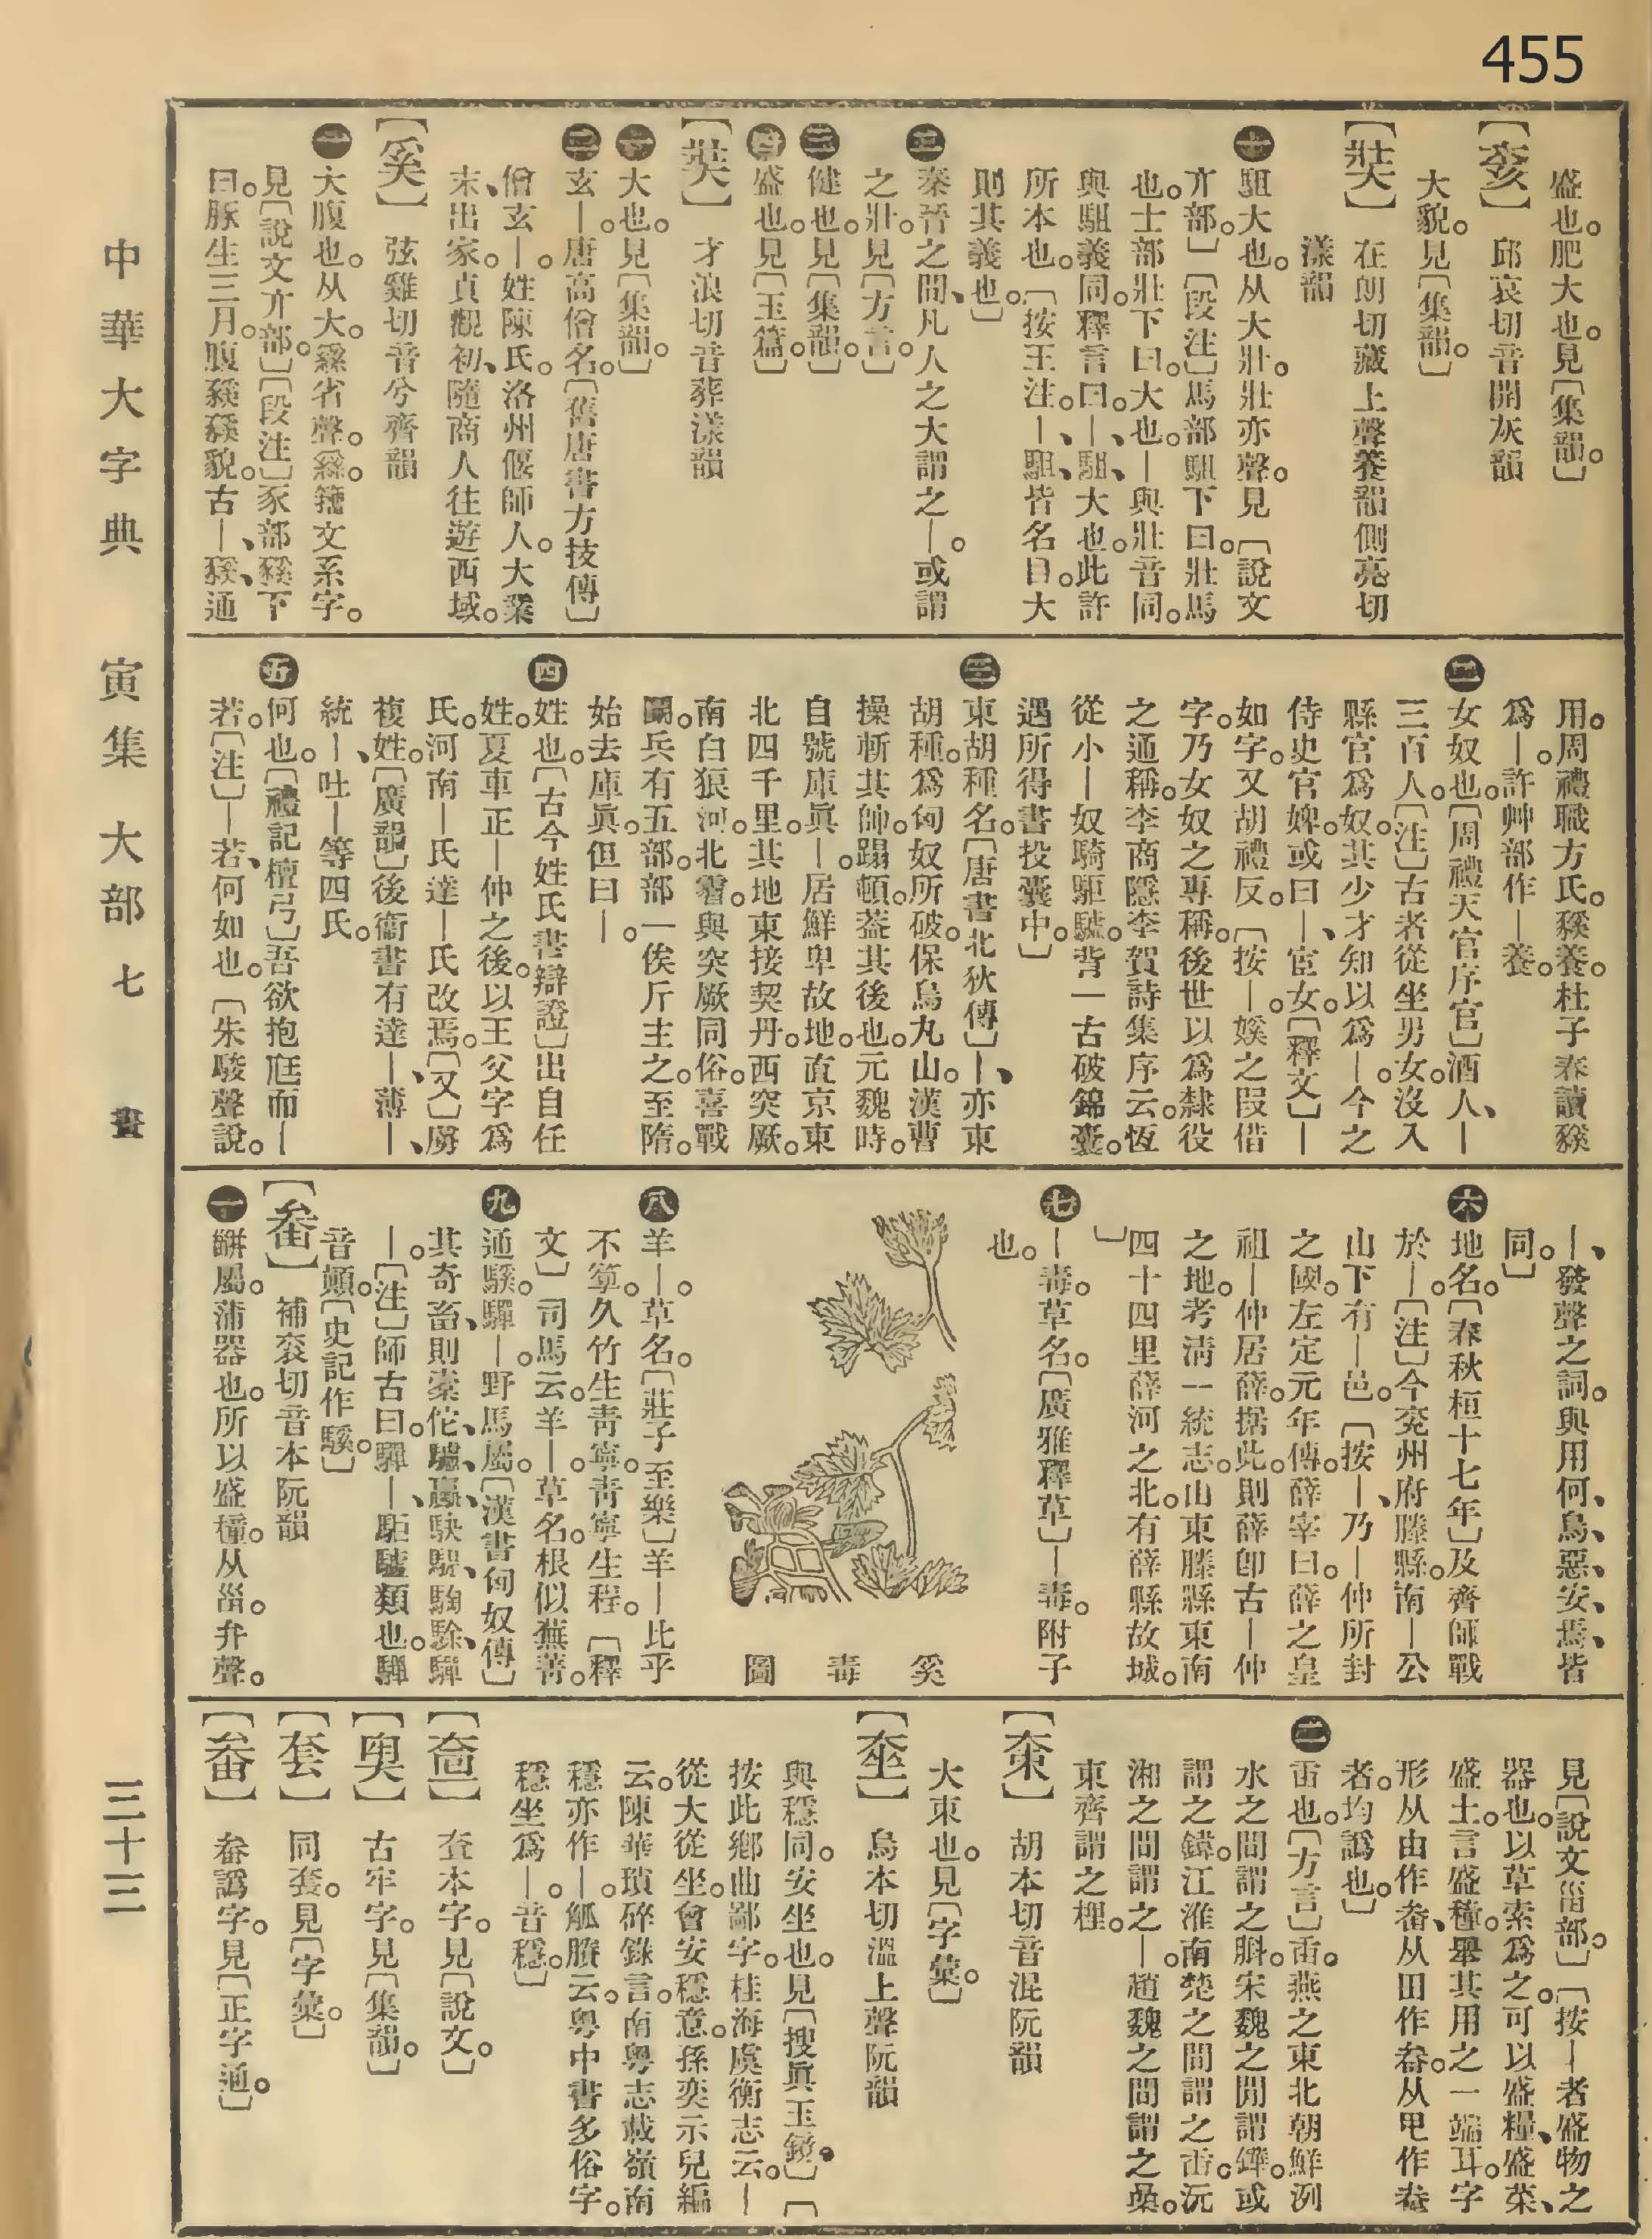 455
盛也。肥大也。見〔集韻。〕
【奒】邱哀切音開灰韻
大貌。見〔集韻。〕
【奘】在朗切藏上聲養韻側亮切
漾韻
㊀駔大也。从大壯。壯亦聲。見〔說文
亣部。〕〔段注〕馬部駔下曰。壯馬
也。士部壯下曰。大也。丨與壯音同。
與駔義同。釋言曰。丨、駔、大也。此許
所本也。〔按王注。丨、駔、皆名目。大
則其義也。〕
㊁秦晉之間、凡人之大謂之丨。或謂
之壯。見〔方言。〕
㊂健也。見〔集韻。〕
㊃盛也。見〔玉篇。〕
【奘】才浪切音葬漾韻
㊀大也。見〔集韻。〕
㊁玄丨。唐高僧名。〔舊唐書方技傳〕
僧玄丨。姓陳氏。洛州偃師人。大業
末、出家。貞觀初、隨商人往遊西域。
【奚】弦雞切音兮齊韻
㊀大腹也。从大。𦃟省聲。𦃟、籀文系字。
見〔說文亣部。〕〔段注〕豕部豯下
曰。豚生三月。腹豯豯貌。古丨、豯、通
用。周禮職方氏。豯養。杜子春讀豯
爲丨。許艸部作丨養。
㊁女奴也。〔周禮天官序官〕酒人、丨
三百人。〔注〕古者從坐男女。沒入
縣官爲奴。其少才知以爲丨。今之
侍史官婢。或曰丨、宦女。〔釋文〕丨
如字。又胡禮反。〔按丨。媛之叚借
字。乃女奴之專稱。後世以爲隸役
之通稱。李商隱李賀詩集序云。恆
從小丨奴騎駏驉。背一古破錦囊。
遇所得書投囊中。〕
㊂東胡種名。〔唐書北狄傳〕丨、亦東
胡種。爲匈奴所破。保烏丸山。漢曹
操斬其帥。蹋頓。蓋其後也。元魏時。
自號庫眞丨。居鮮卑故地。直京東
北四千里。其地東接契丹。西突厥。
南白狼河。北霫。與突厥同俗。喜戰
鬭。兵有五部。部一俟斤主之。至隋。
始去庫眞。但曰丨。
㊃姓也。〔古今姓氏書辯證〕出自任
姓。夏車正丨仲之後。以王父字爲
氏。河南丨氏、達丨氏改焉。〔又〕虜
複姓。〔廣韻〕後衞書有達丨、薄丨、
統丨、吐丨等四氏。
㊄何也。〔禮記檀弓〕吾欲抱尫而丨
若。〔注〕丨若、何如也。〔朱駿聲說。
丨、發聲之詞。與用何、烏、惡、安、焉、皆
同。〕
㊅地名。〔春秋桓十七年〕及齊師戰
於丨。〔注〕今兗州府滕縣。南丨公
山下有丨邑。〔按丨、乃丨仲所封
之國。左定元年傳。薛宰曰。薛之皇
祖丨仲居薛。据此。則薛卽古丨仲
之地。考淸一統志。山東滕縣東南
四十四里薛河之北。有薛縣故城。
〕
㊆丨毒。草名。〔廣雅釋草〕丨毒。附子
也。
奚毒圖
㊇羊丨。草名。〔莊子至樂〕羊丨比乎
不箰。久竹生靑寧。靑寧生程。〔釋
文〕司馬云。羊丨。草名。根似蕪菁。
㊈通騱。驒丨。野馬屬。〔漢書匈奴傳〕
其奇畜、則橐佗、驢、驘、駃騠、騊駼、驒
丨。〔注〕師古曰。驒丨、駏驉類也。驒
音顚。〔史記作騱。〕
【畚】補衮切音本阮韻
㊀䈂屬。蒲器也。所以盛種。从甾。弁聲。
見〔說文甾部。〕〔按丨者盛物之
器也。以草索爲之。可以盛糧、盛菜、
盛土。言盛種。舉其用之一端耳。字
形从由作畚、从田作畚。从甲作畚
者。均譌也。〕
㊁䤔也。〔方言〕䤔。燕之東北朝鮮洌
水之間謂之䦆。宋魏之閒謂鏵。或
謂之鍏。江淮南楚之間謂之臿。沅
湘之間謂之丨。趙魏之間謂之喿。
東齊謂之梩。
【㮯】胡本切音混阮韻
大束也。見〔字彙。〕
【𡘭】烏本切溫上聲阮韻
與穩同。安坐也。見〔搜眞玉鏡。〕〔
按此鄉曲鄙字。桂海虞衡志云。丨
從大從坐。會安穩意。孫奕示兒編
云。陳華瑣碎錄言。南粵志載嶺南
穩亦作丨。觚賸云。粵中書多俗字。
穩坐爲丨。音穩。〕
【㚃】奁本字。見〔說文。〕
【㚑】古牢字。見〔集韻。〕
【套】同套。見〔字彙。〕
【畚】畚譌字。見〔正字通。〕
中華大字典 寅集 大部 七畫 三十三